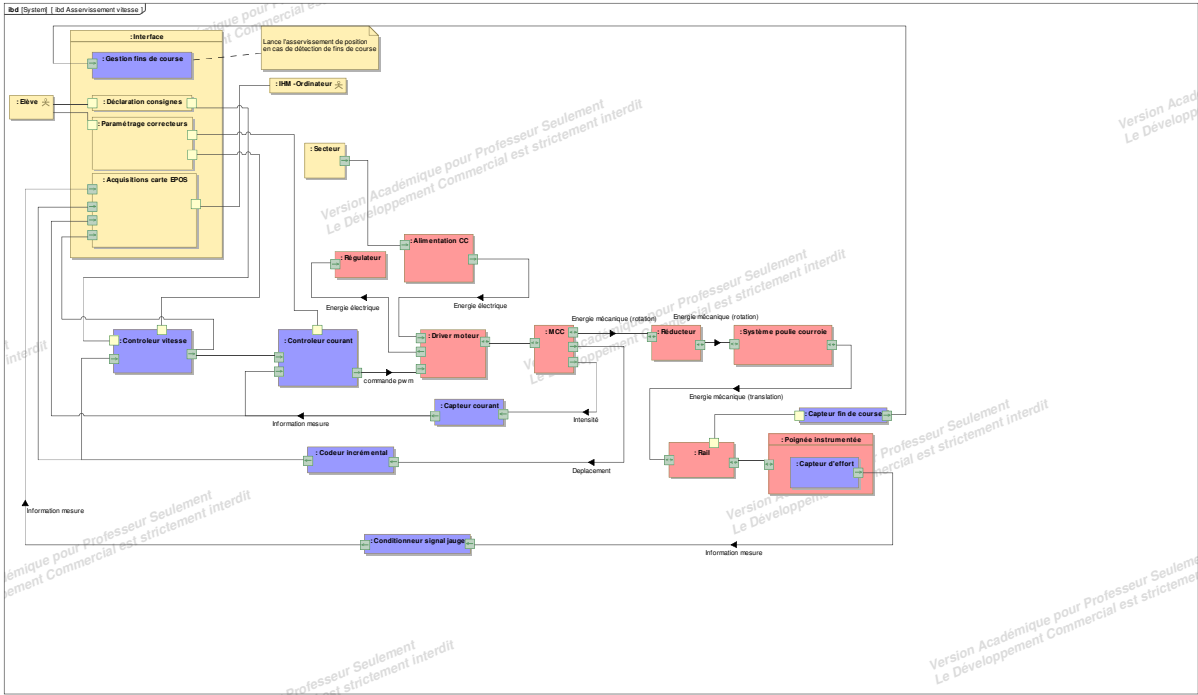 ibd [System] [ ibd Asservissement vitesse ]
: Interface
Lance l'asservissement de position
en cas de détection de fins de course
: Gestion fins de course
: IHM -Ordinateur
: Elève
: Déclaration consignes
: Paramétrage correcteurs
: Secteur
: Acquisitions carte EPOS
: Alimentation CC
: Régulateur
Energie électrique
Energie électrique
Energie mécanique (rotation)
Energie mécanique (rotation)
: Controleur vitesse
: Controleur courant
: Driver moteur
: MCC
: Réducteur
: Système poulie courroie
commande pwm
Energie mécanique (translation)
: Capteur courant
: Capteur fin de course
Information mesure
Intensité
: Poignée instrumentée
: Codeur incrémental
: Rail
: Capteur d'effort
Deplacement
Information mesure
: Conditionneur signal jauge
Information mesure
Version Académique pour Professeur Seulement
Le Développement Commercial est strictement interdit